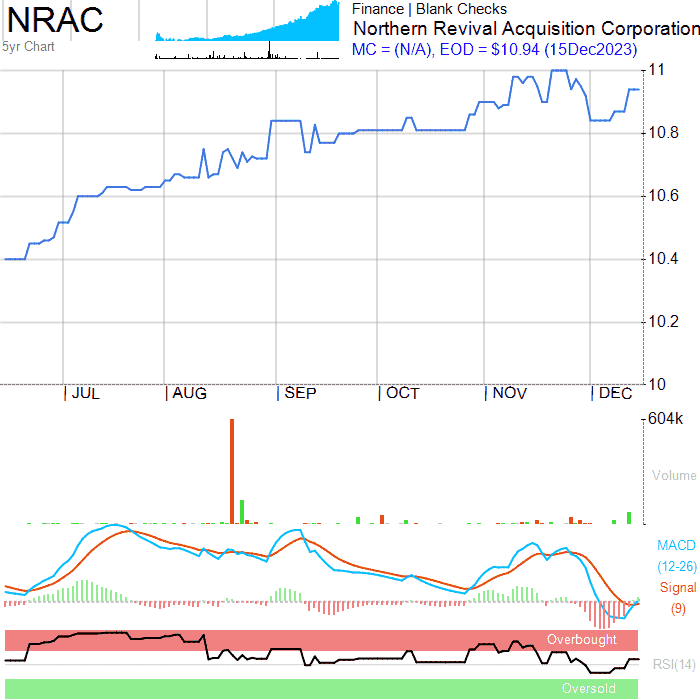 NRAC
5yr Chart
Finance | Blank Checks
Northern Revival Acquisition Corporation
MC = (N/A), EOD = $10.94 (15Dec2023)
11
10.8
10.6
10.4
10.2
10
JUL
AUG
SEP
OCT
NOV
DEC
604k
Volume
MACD
(12-26)
Signal
(9)
Overbought
RSI(14)
Oversold